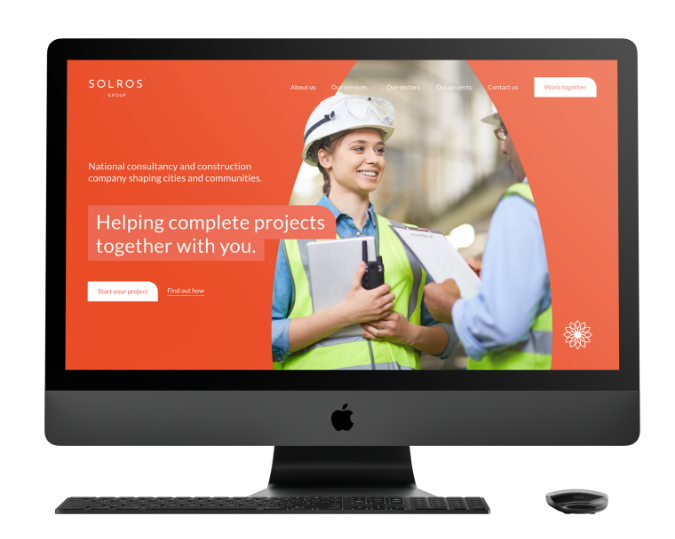 SOLROS
GROUP
About us Our services Our sectors Our projects Contact us Work together
National consultancy and construction
company shaping cities and communities.
Helping complete projects
together with you.
Start your project Find out how